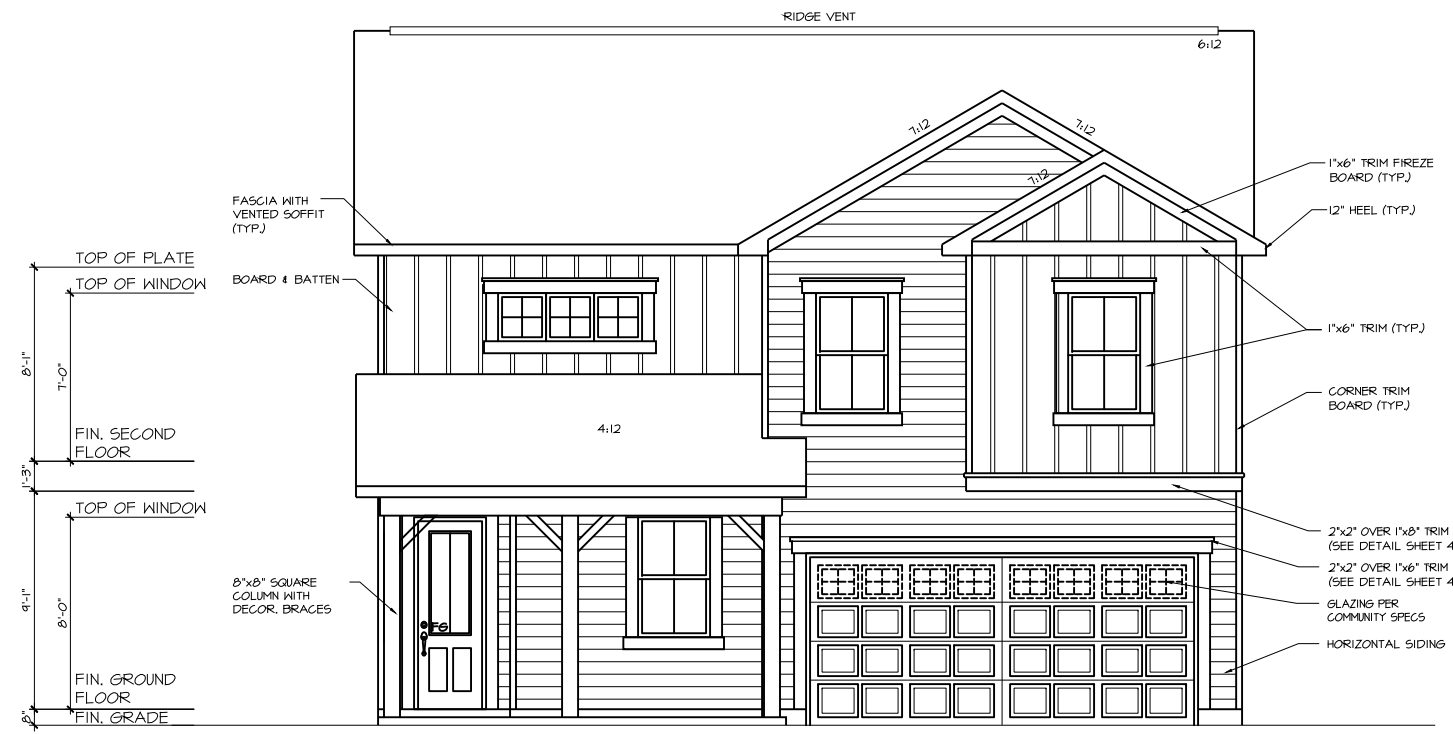 RIDGE VENT
6:12
7:12
7:12
7:12
1"x6" TRIM FIREZE
BOARD (TYP.)
12" HEEL (TYP.)
FASCIA WITH
VENTED SOFFIT
(TYP.)
TOP OF PLATE
TOP OF WINDOW
BOARD & BATTEN
1"x6" TRIM (TYP.)
8'-1"
7'-0"
CORNER TRIM
BOARD (TYP.)
4:12
FIN. SECOND
FLOOR
1'-3"
TOP OF WINDOW
2"x2" OVER 1"x8" TRIM
(SEE DETAIL SHEET 4
2"x2" OVER 1"x6" TRIM
(SEE DETAIL SHEET 4
8"x8" SQUARE
COLUMN WITH
DECOR. BRACES
9'-1"
8'-0"
FG
GLAZING PER
COMMUNITY SPECS
HORIZONTAL SIDING
FIN. GROUND
FLOOR
8"
FIN. GRADE